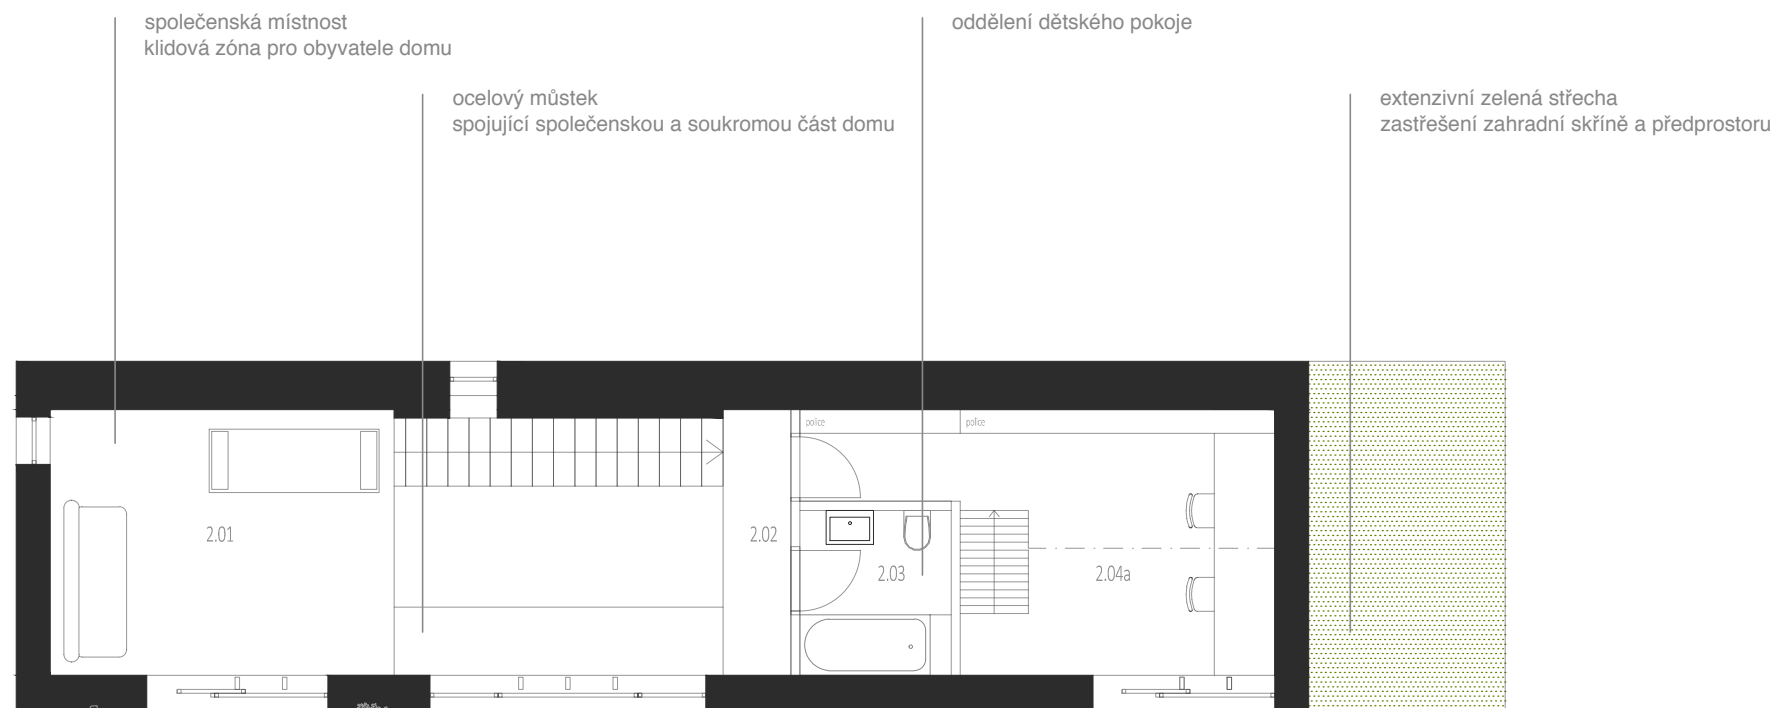 společenská místnost
klidová zóna pro obyvatele domu
oddělení dětského pokoje
ocelový můstek
spojující společenskou a soukromou část domu
extenzivní zelená střecha
zastřešení zahradní skříně a předprostoru
police
police
2.01
2.02
2.03
2.04a